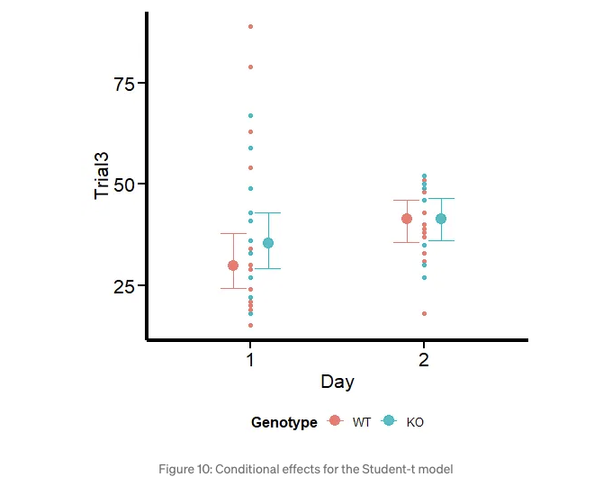 75
50
25
Trial3
1 2
Day
Genotype WT KO
Figure 10: Conditional effects for the Student-t model